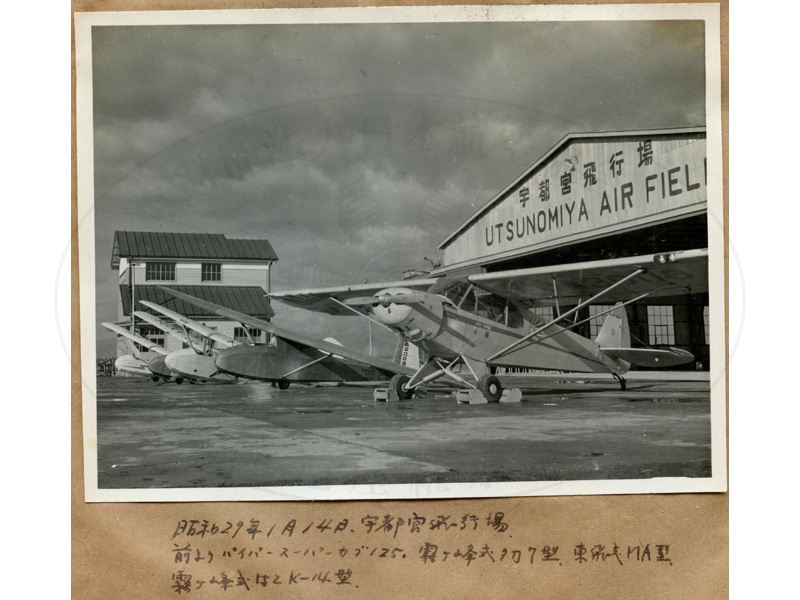 宇都宮飛行場
UTSUNOMIYA AIR FIEL
昭和29年1月14日、宇都宮飛行場
前よりパイパースーパーカブ125。霧ヶ峰式タカ7型、東飛式
霧ヶ峰式はとK-14型、